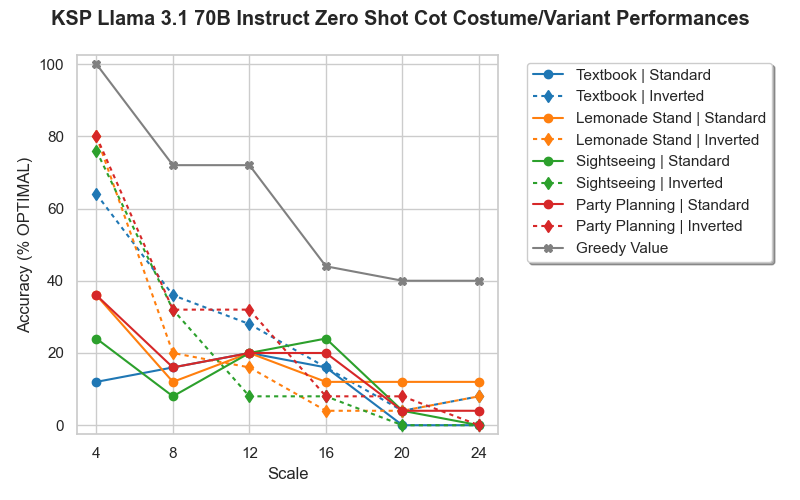 KSP Llama 3.1 70B Instruct Zero Shot Cot Costume/Variant Performances
Accuracy (% OPTIMAL)
100
80
60
40
20
0
4 8 12 16 20 24
Scale
Textbook | Standard
Textbook | Inverted
Lemonade Stand | Standard
Lemonade Stand | Inverted
Sightseeing | Standard
Sightseeing | Inverted
Party Planning | Standard
Party Planning | Inverted
Greedy Value